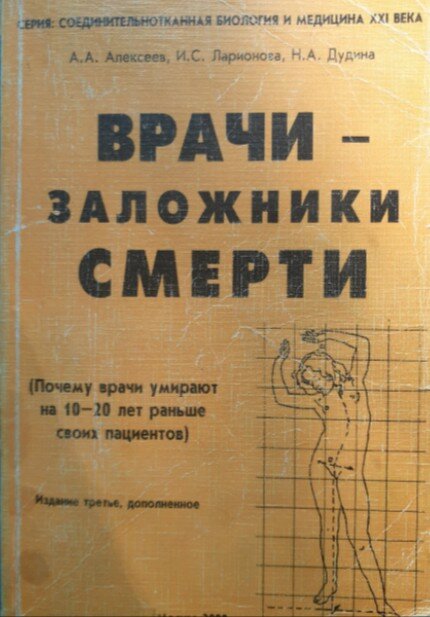 СЕРИЯ: СОЕДИНИТЕЛЬНОТКАННАЯ БИОЛОГИЯ И МЕДИЦИНА XXI ВЕКА
А.А. Алексеев, И.С. Ларионова, Н.А. Дудина
ВРАЧИ –
ЗАЛОЖНИКИ
СМЕРТИ
(Почему врачи умирают
на 10—20 лет раньше
своих пациентов)
Издание третье, дополненное